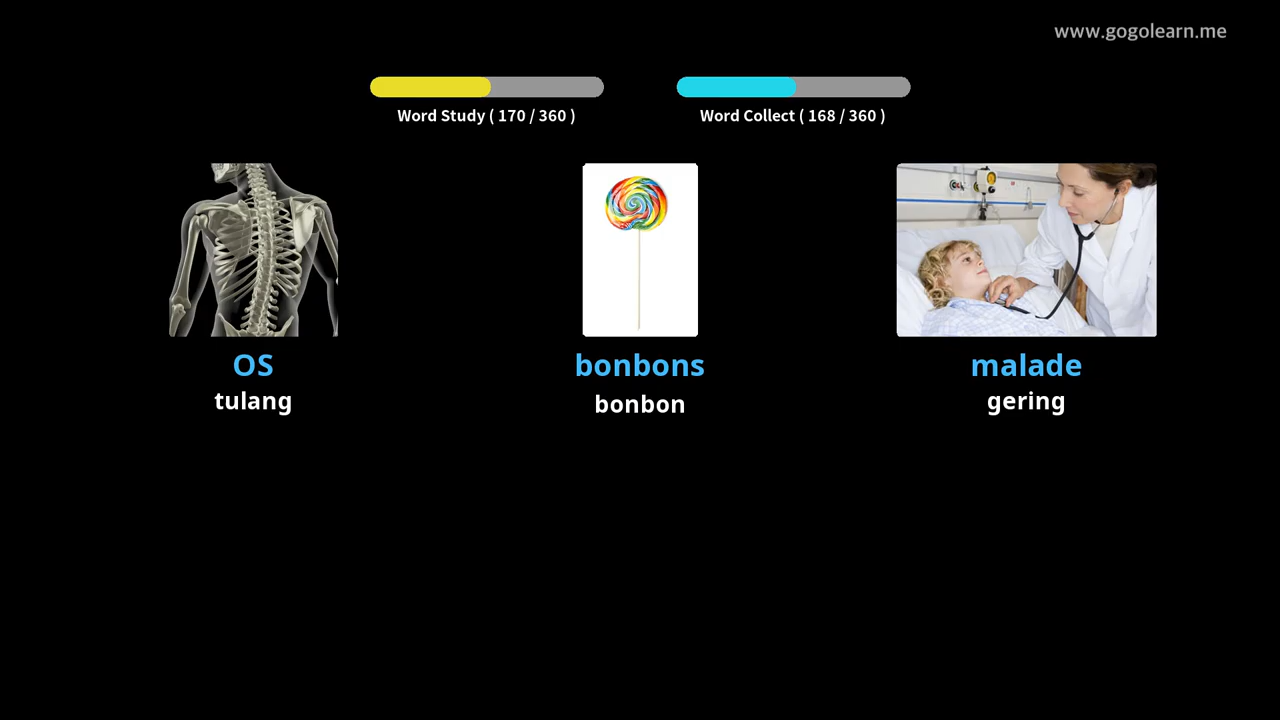 www.gogolearn.me
Word Study ( 170 / 360 )
Word Collect ( 168 / 360 )
OS
tulang
bonbons
bonbon
malade
gering